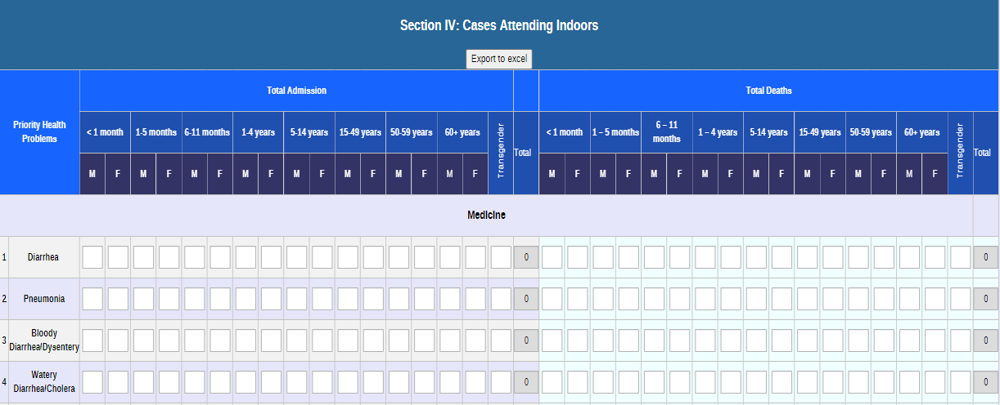 Section IV: Cases Attending Indoors
Export to excel
Priority Health
Problems
Total Admission
Total Deaths
< 1 month
1-5 months
6-11 months
1-4 years
5-14 years
15-49 years
50-59 years
60+ years
Transgender
Total
< 1 month
1 – 5 months
6 – 11
months
1 – 4 years
5-14 years
15-49 years
50-59 years
60+ years
Transgender
Total
M F M F M F M F M F M F M F M F M F M F M F M F M F M F M F M F
Medicine
1 Diarrhea 0 0
2 Pneumonia 0 0
3 Bloody
Diarrhea/Dysentery 0 0
4 Watery
Diarrhea/Cholera 0 0